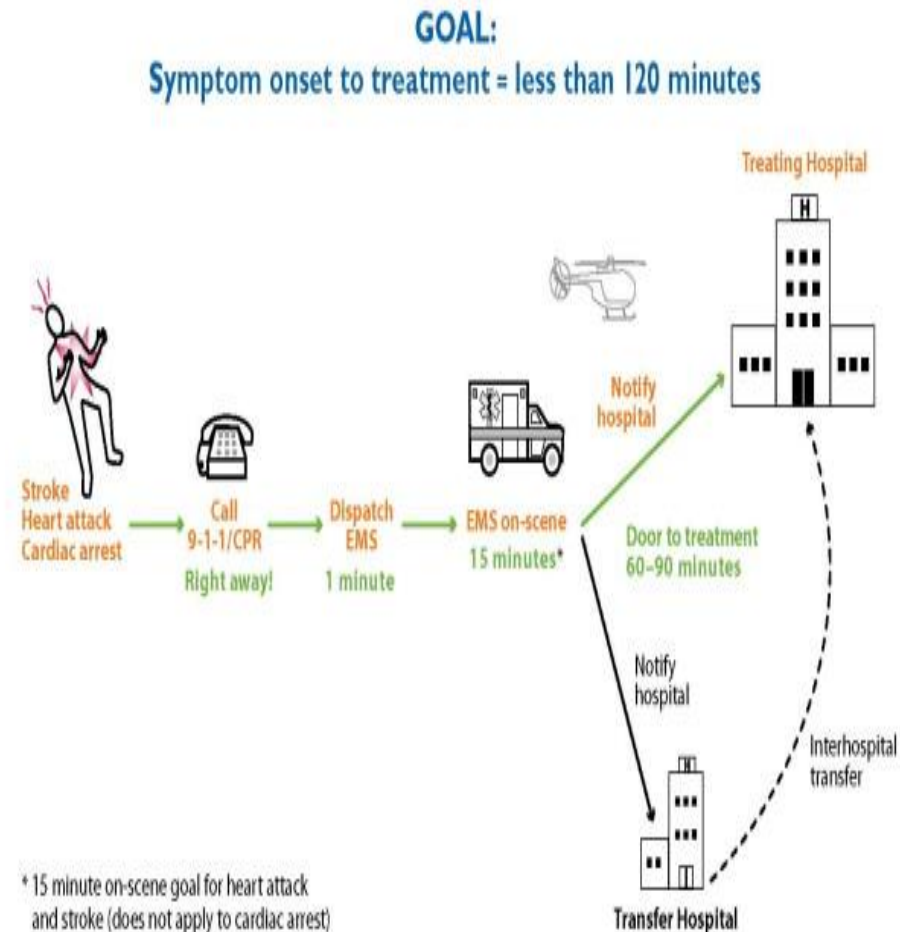 GOAL:
Symptom onset to treatment = less than 120 minutes
Treating Hospital
H
Notify
hospital
Stroke
Heart attack
Cardiac arrest
Call
9-1-1/CPR
Right away!
Dispatch
EMS
1 minute
EMS on-scene
15 minutes*
Door to treatment
60–90 minutes
Notify
hospital
Interhospital
transfer
H
Transfer Hospital
* 15 minute on-scene goal for heart attack
and stroke (does not apply to cardiac arrest)